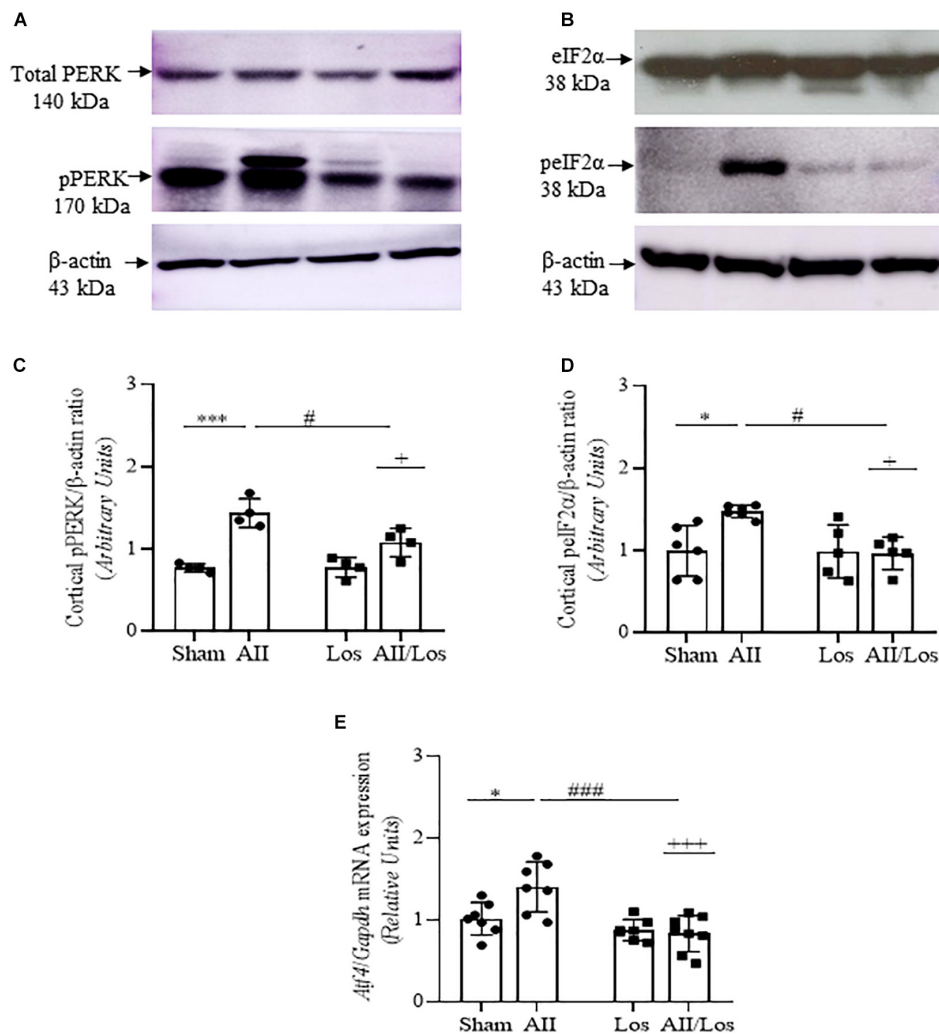 A
Total PERK
140 kDa
pPERK
170 kDa
β-actin
43 kDa
B
eIF2α
38 kDa
peIF2α
38 kDa
β-actin
43 kDa
C
Cortical pPERK/β-actin ratio
(Arbitrary Units)
3
2
1
0
***
#
+
Sham AII Los AII/Los
D
Cortical peIF2α/β-actin ratio
(Arbitrary Units)
3
2
1
0
*
#
+
Sham AII Los AII/Los
E
Atf4/Gapdh mRNA expression
(Relative Units)
3
2
1
0
*
###
+++
Sham AII Los AII/Los